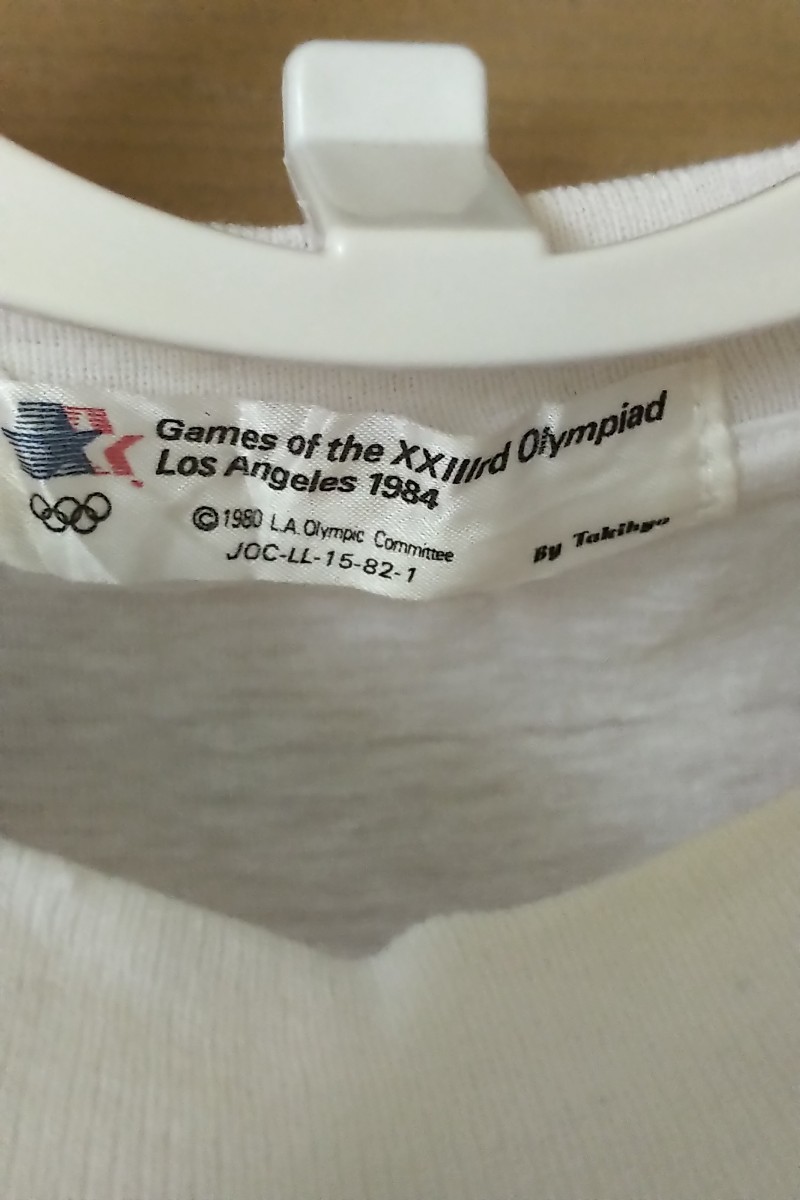 Games of the XXIIIrd Olympiad
Los Angeles 1984
© 1980 L.A. Olympic Committee
JOC-LL-15-82-1
By Takihyo